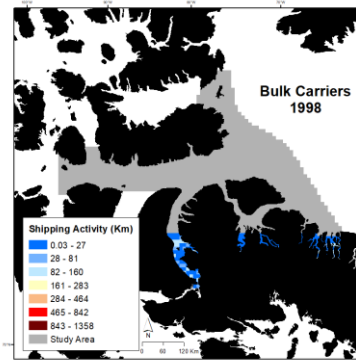 Bulk Carriers
1998
Shipping Activity (Km)
0.03 - 27
28 - 81
82 - 160
161 - 283
284 - 464
465 - 842
843 - 1358
Study Area
N
0 60 120 Km